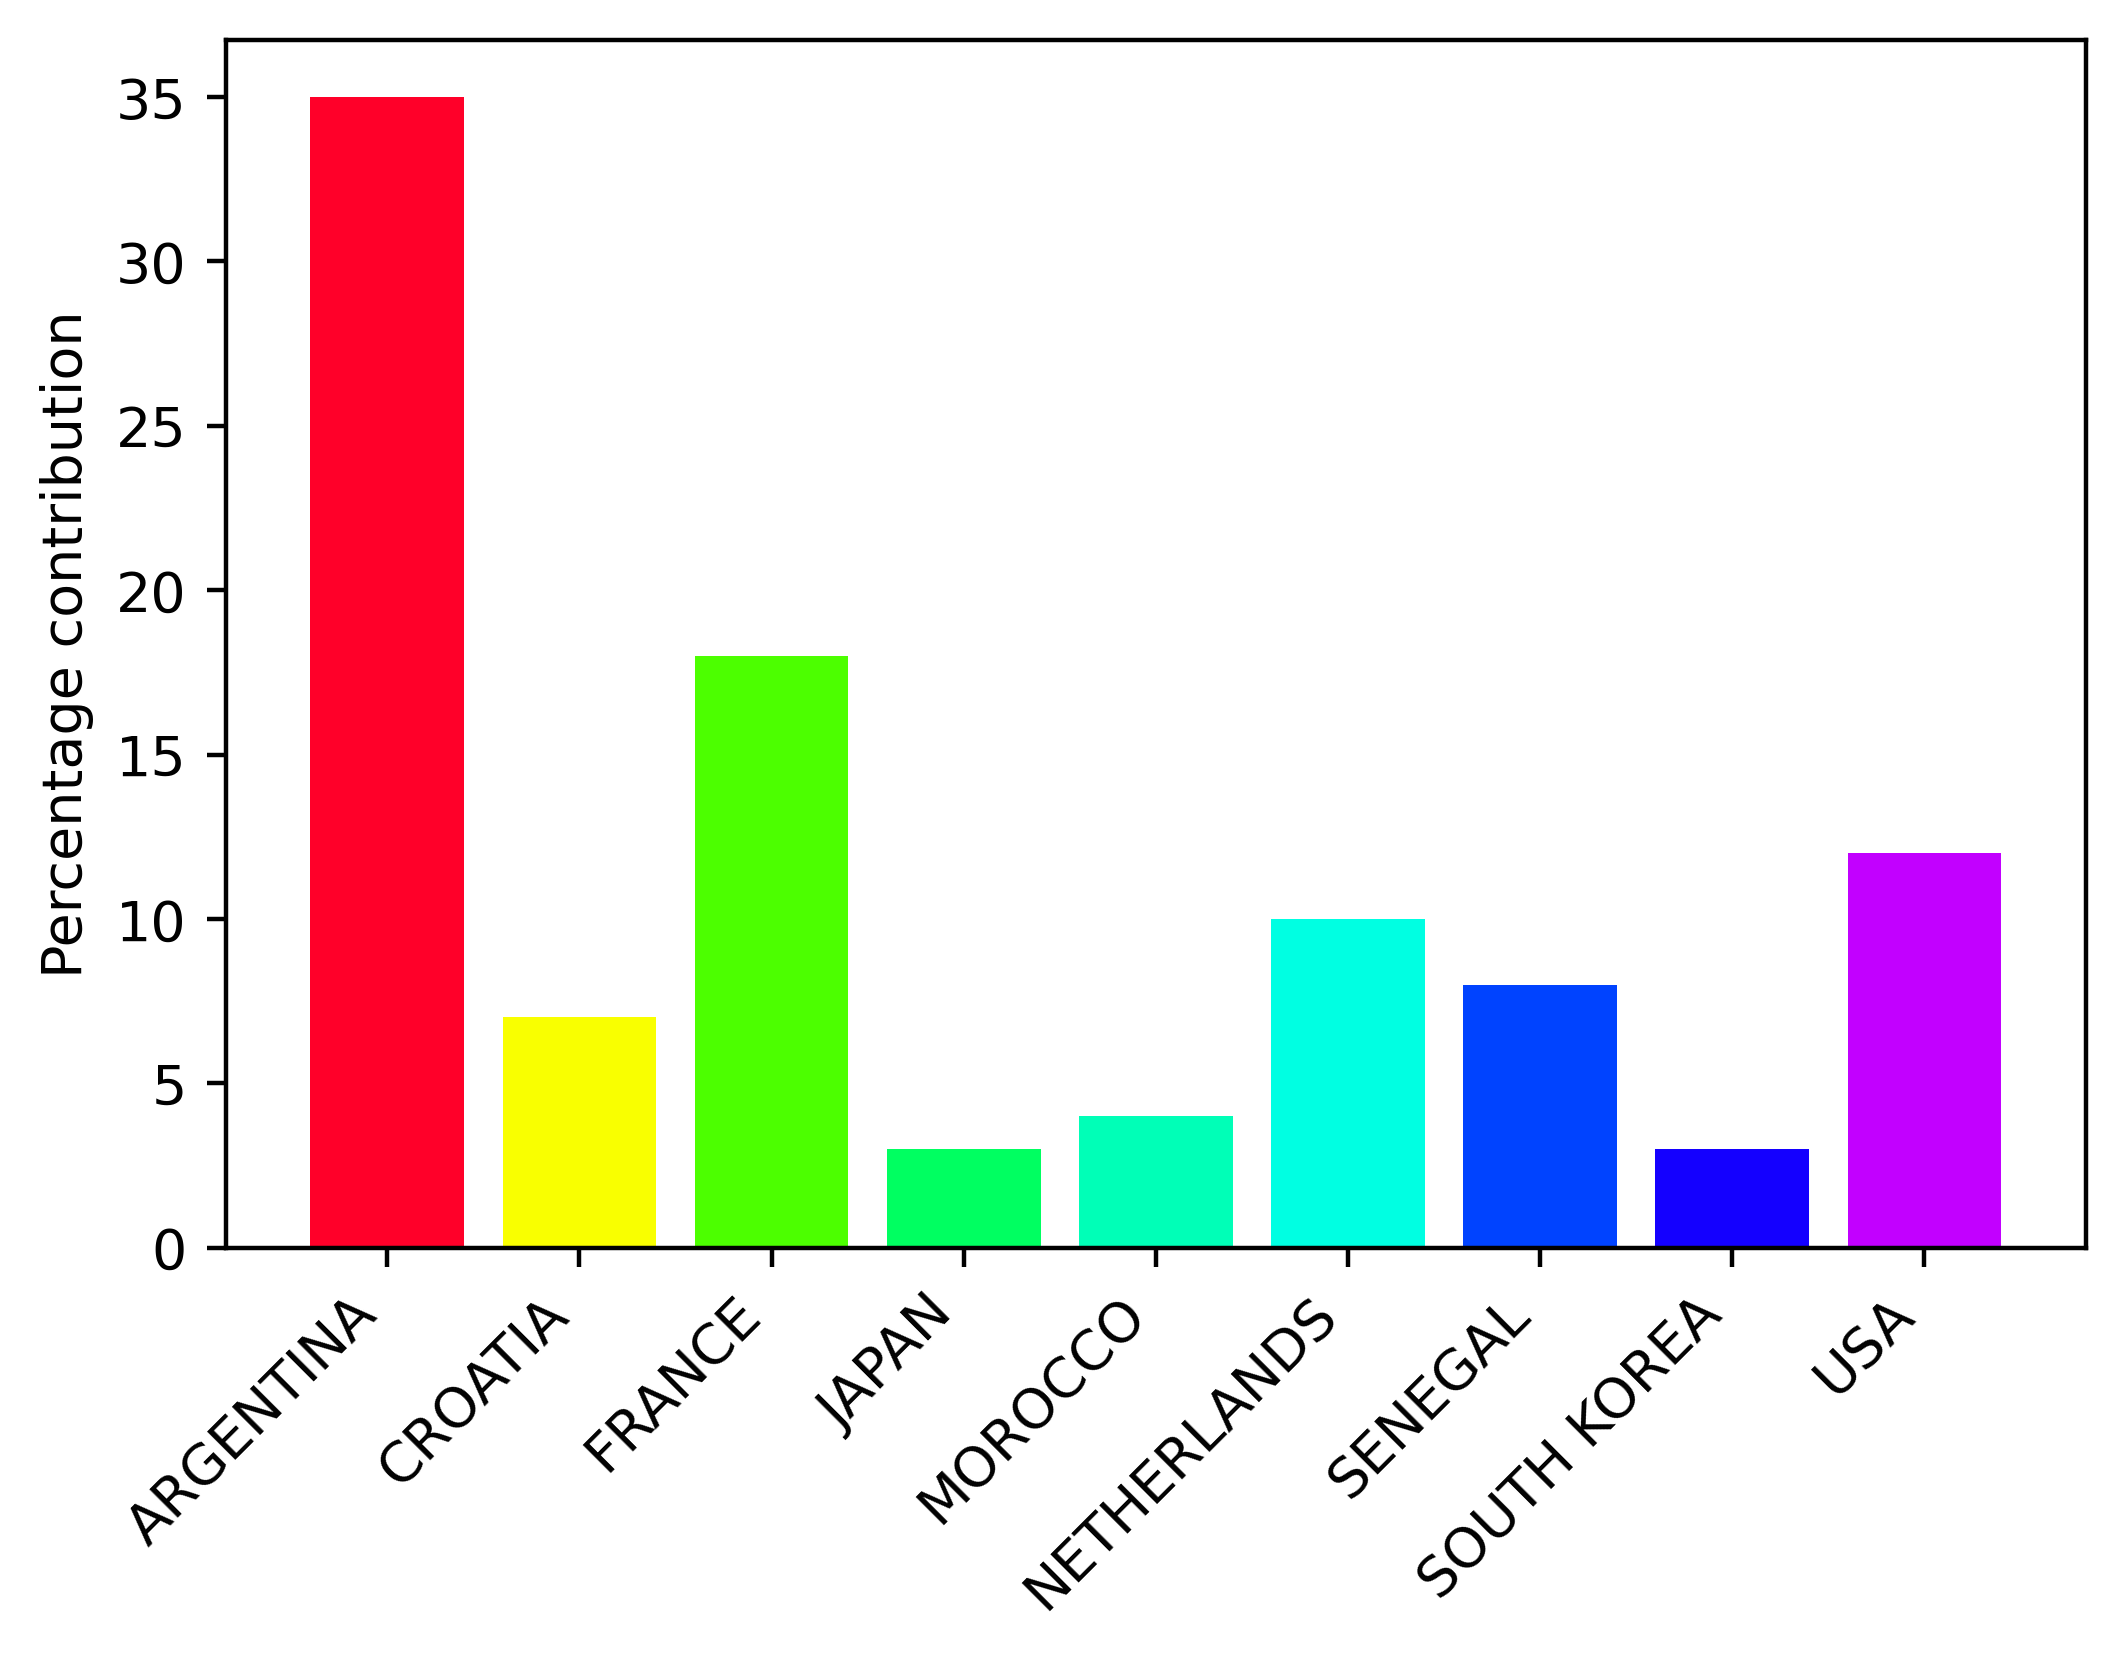 Percentage contribution
35
30
25
20
15
10
5
0
ARGENTINA
CROATIA
FRANCE
JAPAN
MOROCCO
NETHERLANDS
SENEGAL
SOUTH KOREA
USA